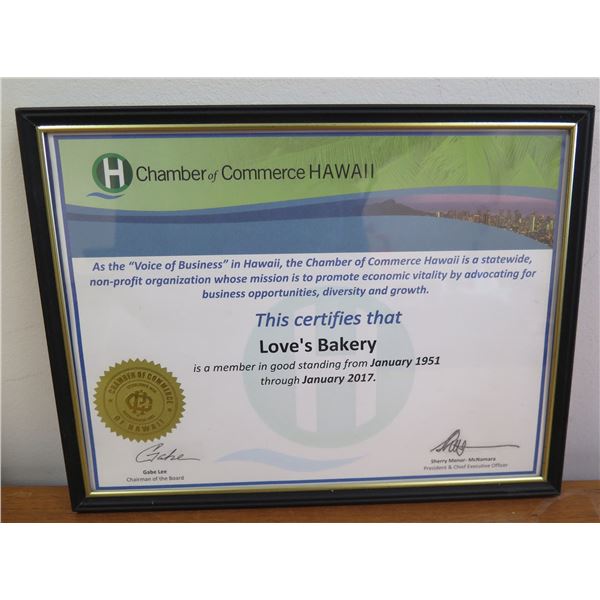 H Chamber of Commerce HAWAII
As the "Voice of Business" in Hawaii, the Chamber of Commerce Hawaii is a statewide,
non-profit organization whose mission is to promote economic vitality by advocating for
business opportunities, diversity and growth.
This certifies that
Love's Bakery
is a member in good standing from January 1951
through January 2017.
CHAMBER OF COMMERCE
OF HAWAII
Gabe
Gabe Lee
Chairman of the Board
Sherry Menor- McNamara
President & Chief Executive Officer